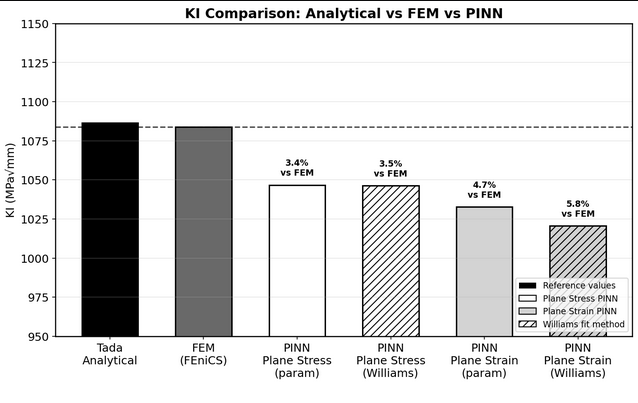 KI Comparison: Analytical vs FEM vs PINN
KI (MPa√mm)
1150
1125
1100
1075
1050
1025
1000
975
950
3.4%
vs FEM
3.5%
vs FEM
4.7%
vs FEM
5.8%
vs FEM
Reference values
Plane Stress PINN
Plane Strain PINN
Williams fit method
Tada
Analytical
FEM
(FEniCS)
PINN
Plane Stress
(param)
PINN
Plane Stress
(Williams)
PINN
Plane Strain
(param)
PINN
Plane Strain
(Williams)